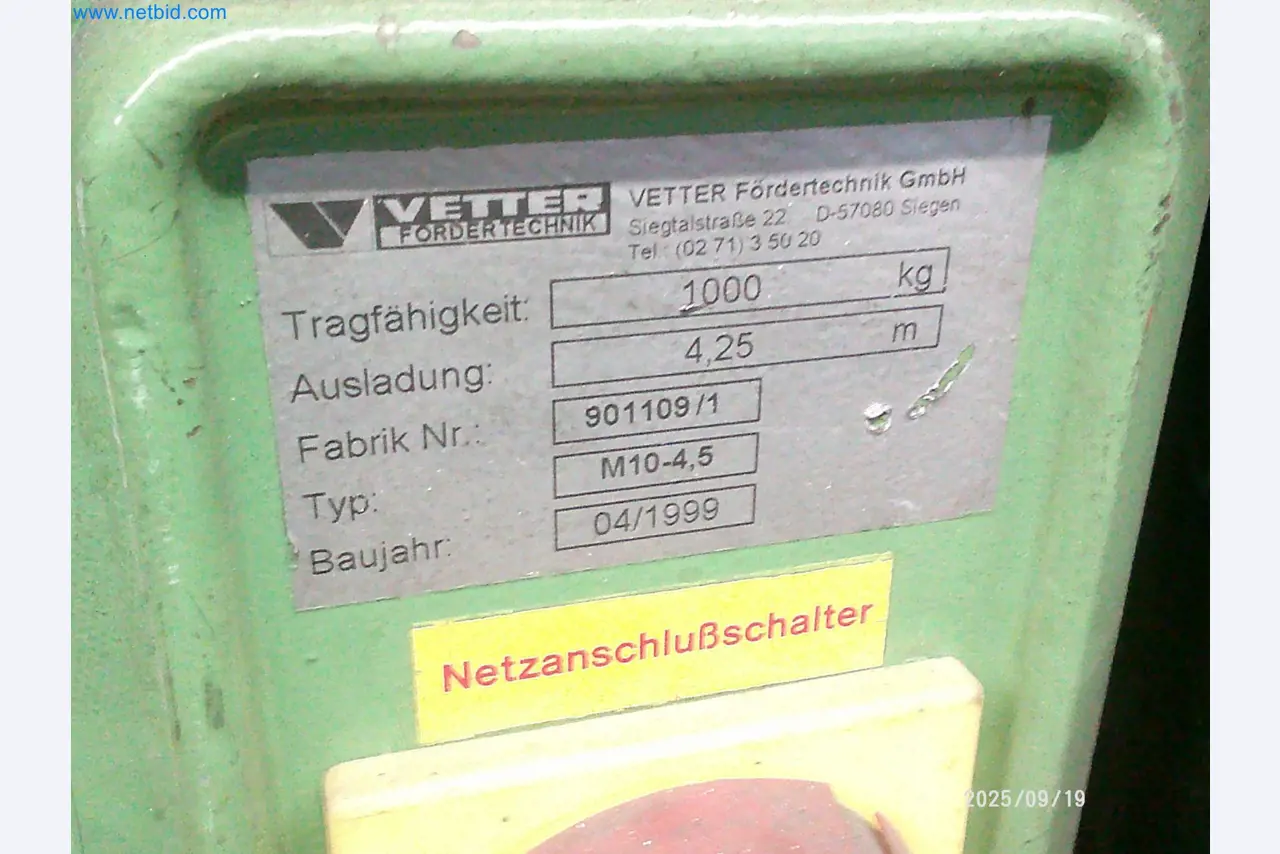 www.netbid.com
VETTER
FÖRDERTECHNIK
VETTER Fördertechnik GmbH
Siegtalstraße 22 D-57080 Siegen
Tel.: (02 71) 3 50 20
Tragfähigkeit: 1000 kg
Ausladung: 4,25 m
Fabrik Nr.: 901109/1
Typ: M10-4,5
Baujahr: 04/1999
Netzanschlußschalter
2025/09/19